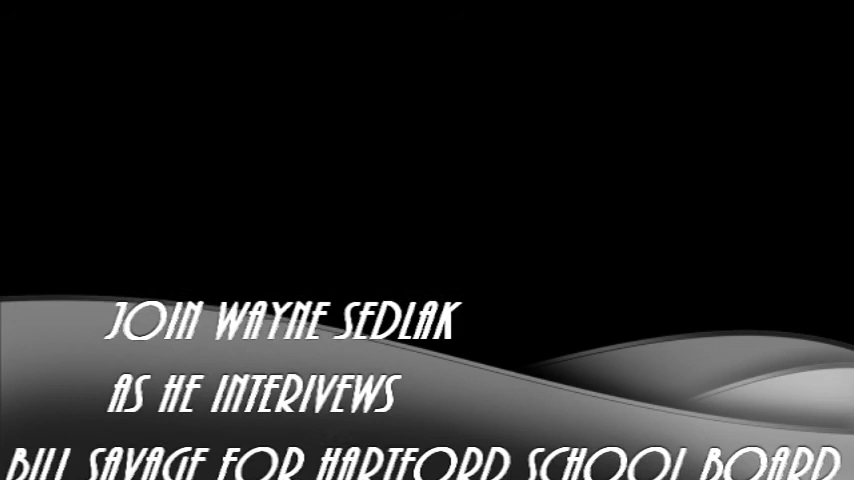 JOIN WAYNE SEDLAK
AS HE INTERIVEWS
BILL SAVAGE FOR HARTFORD SCHOOL BOARD